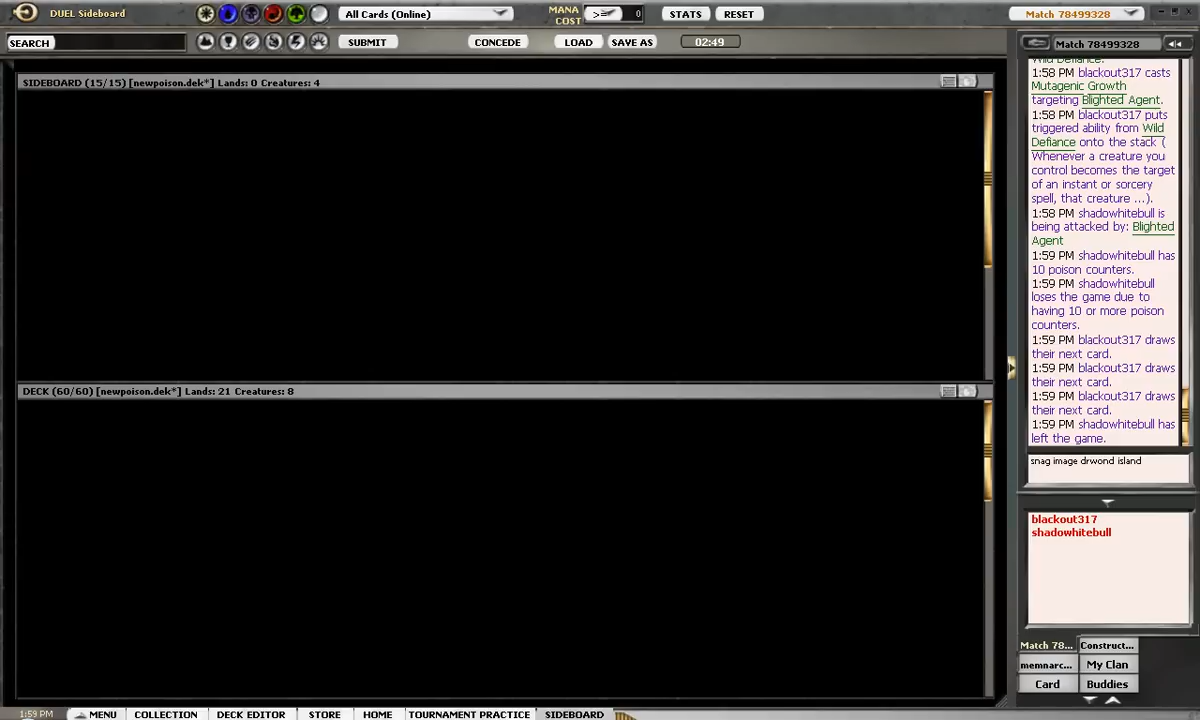 DUEL Sideboard
All Cards (Online)
MANA
COST
>=
0
STATS
RESET
Match 78499328
SEARCH
SUBMIT
CONCEDE
LOAD
SAVE AS
02:49
Match 78499328
SIDEBOARD (15/15) [newpoison.dek*] Lands: 0 Creatures: 4
Wild Defiance.
1:58 PM blackout317 casts
Mutagenic Growth
targeting Blighted Agent.
1:58 PM blackout317 puts
triggered ability from Wild
Defiance onto the stack (
Whenever a creature you
control becomes the target
of an instant or sorcery
spell, that creature ...).
1:58 PM shadowhitebull is
being attacked by: Blighted
Agent
1:59 PM shadowhitebull has
10 poison counters.
1:59 PM shadowhitebull
loses the game due to
having 10 or more poison
counters.
1:59 PM blackout317 draws
their next card.
1:59 PM blackout317 draws
their next card.
1:59 PM blackout317 draws
their next card.
1:59 PM shadowhitebull has
left the game.
DECK (60/60) [newpoison.dek*] Lands: 21 Creatures: 8
snag image drwond island
blackout317
shadowhitebull
Match 78...
Construct...
memnarc...
My Clan
Card
Buddies
1:59 PM
MENU
COLLECTION
DECK EDITOR
STORE
HOME
TOURNAMENT PRACTICE
SIDEBOARD